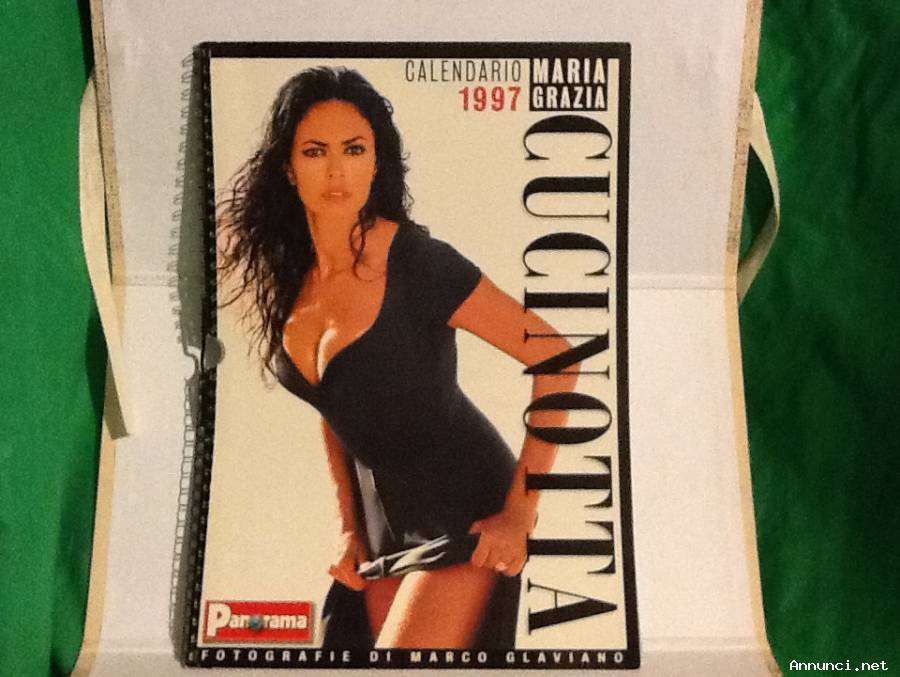 CALENDARIO
1997
MARIA
GRAZIA
CUCINOTTA
Panorama
FOTOGRAFIE DI MARCO GLAVIANO
Annunci.net